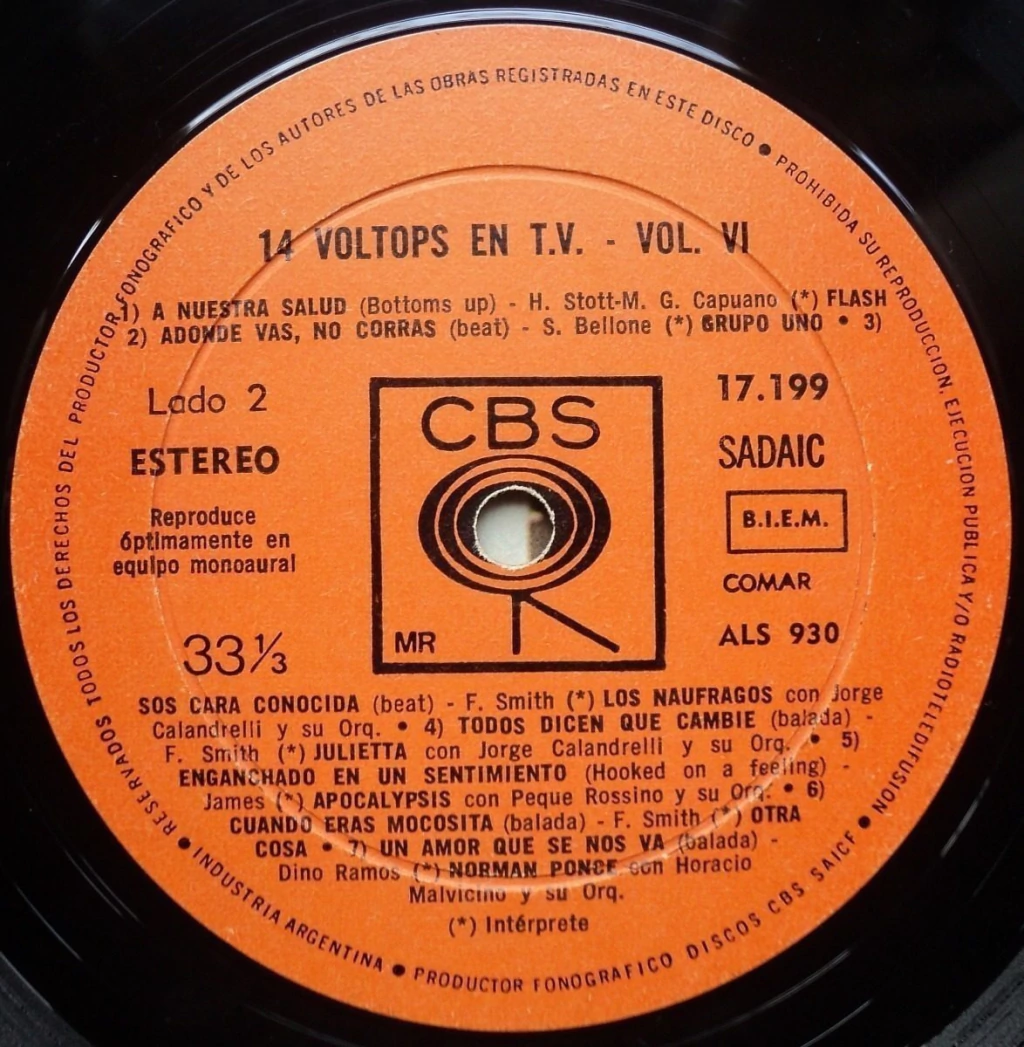 RESERVADOS TODOS LOS DERECHOS DEL PRODUCTOR FONOGRAFICO Y DE LOS AUTORES DE LAS OBRAS REGISTRADAS EN ESTE DISCO • PROHIBIDA SU REPRODUCCION, EJECUCION PUBLICA Y/O RADIOTELEDIFUSION •
14 VOLTOPS EN T.V. - VOL. VI
1) A NUESTRA SALUD (Bottoms up) - H. Stott-M. G. Capuano (*) FLASH
2) ADONDE VAS, NO CORRAS (beat) - S. Bellone (*) GRUPO UNO • 3)
Lado 2
ESTEREO
Reproduce
óptimamente en
equipo monoaural
33⅓
CBS
MR
17.199
SADAIC
B.I.E.M.
COMAR
ALS 930
SOS CARA CONOCIDA (beat) - F. Smith (*) LOS NAUFRAGOS con Jorge
Calandrelli y su Orq. • 4) TODOS DICEN QUE CAMBIE (balada) -
F. Smith (*) JULIETTA con Jorge Calandrelli y su Orq. • 5)
ENGANCHADO EN UN SENTIMIENTO (Hooked on a feeling) -
James (*) APOCALYPSIS con Peque Rossino y su Orq. • 6)
CUANDO ERAS MOCOSITA (balada) - F. Smith (*) OTRA
COSA • 7) UN AMOR QUE SE NOS VA (balada) -
Dino Ramos (*) NORMAN PONCE con Horacio
Malvicino y su Orq.
(*) Intérprete
• INDUSTRIA ARGENTINA • PRODUCTOR FONOGRAFICO DISCOS CBS SAICF